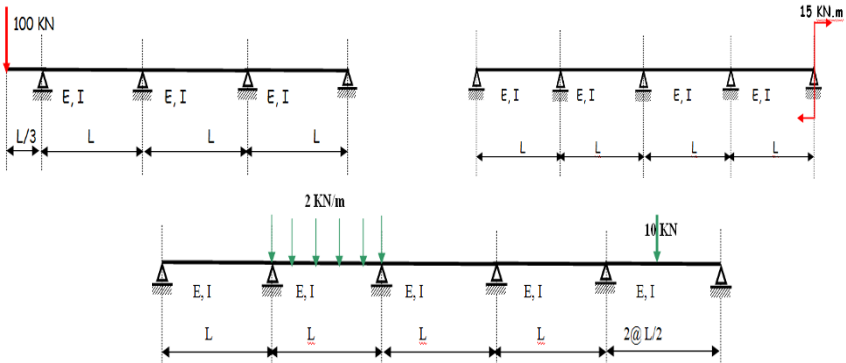 100 KN
E, I E, I E, I
L/3 L L L
15 KN.m
E,I E,I E,I E,I
L L L L
2 KN/m
10 KN
E, I E, I E, I E, I E, I
L L L L 2@ L/2